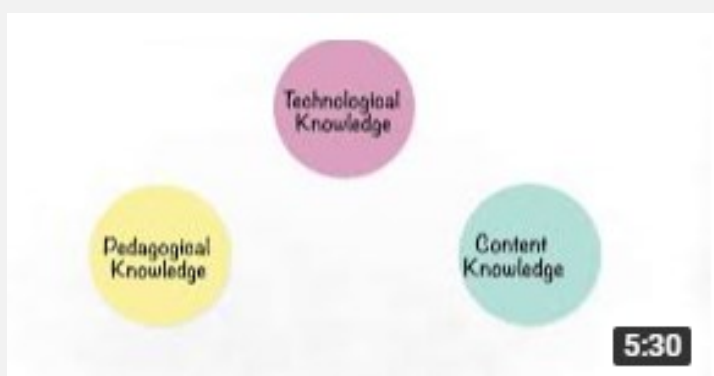 Technological
Knowledge
Pedagogical
Knowledge
Content
Knowledge
5:30